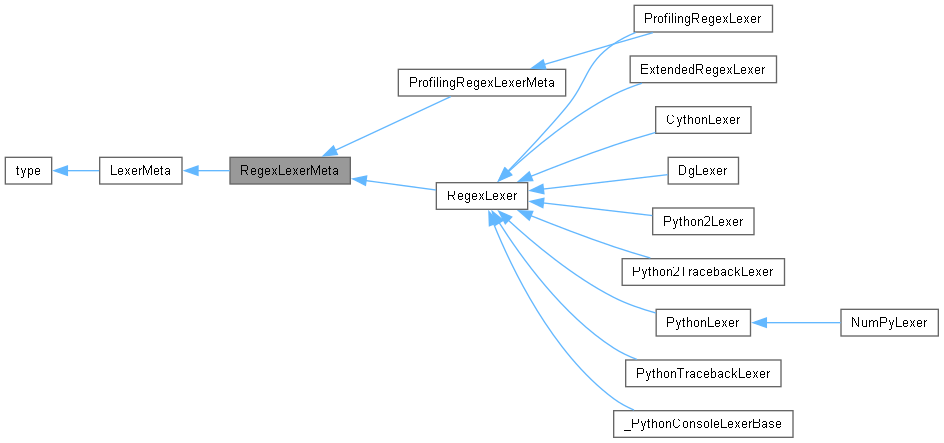 ProfilingRegexLexer
ExtendedRegexLexer
ProfilingRegexLexerMeta
CythonLexer
type
LexerMeta
RegexLexerMeta
DgLexer
RegexLexer
Python2Lexer
Python2TracebackLexer
PythonLexer
NumPyLexer
PythonTracebackLexer
_PythonConsoleLexerBase